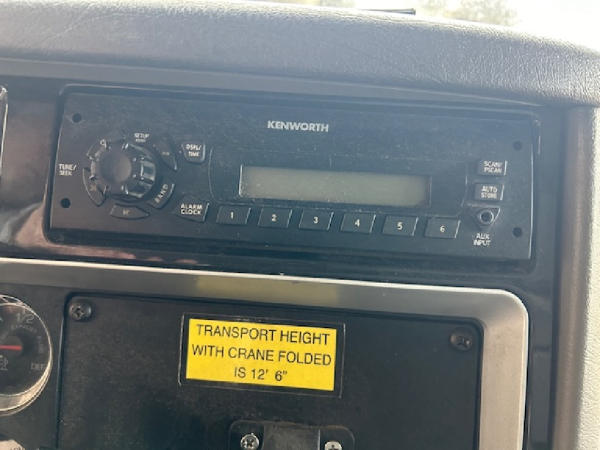 KENWORTH
SETUP
DSPL/
TIME
TUNE/
SEEK
BAND
ALARM
CLOCK
1 2 3 4 5 6
SCAN/
PSCAN
AUTO
STORE
AUX
INPUT
TRANSPORT HEIGHT
WITH CRANE FOLDED
IS 12' 6"